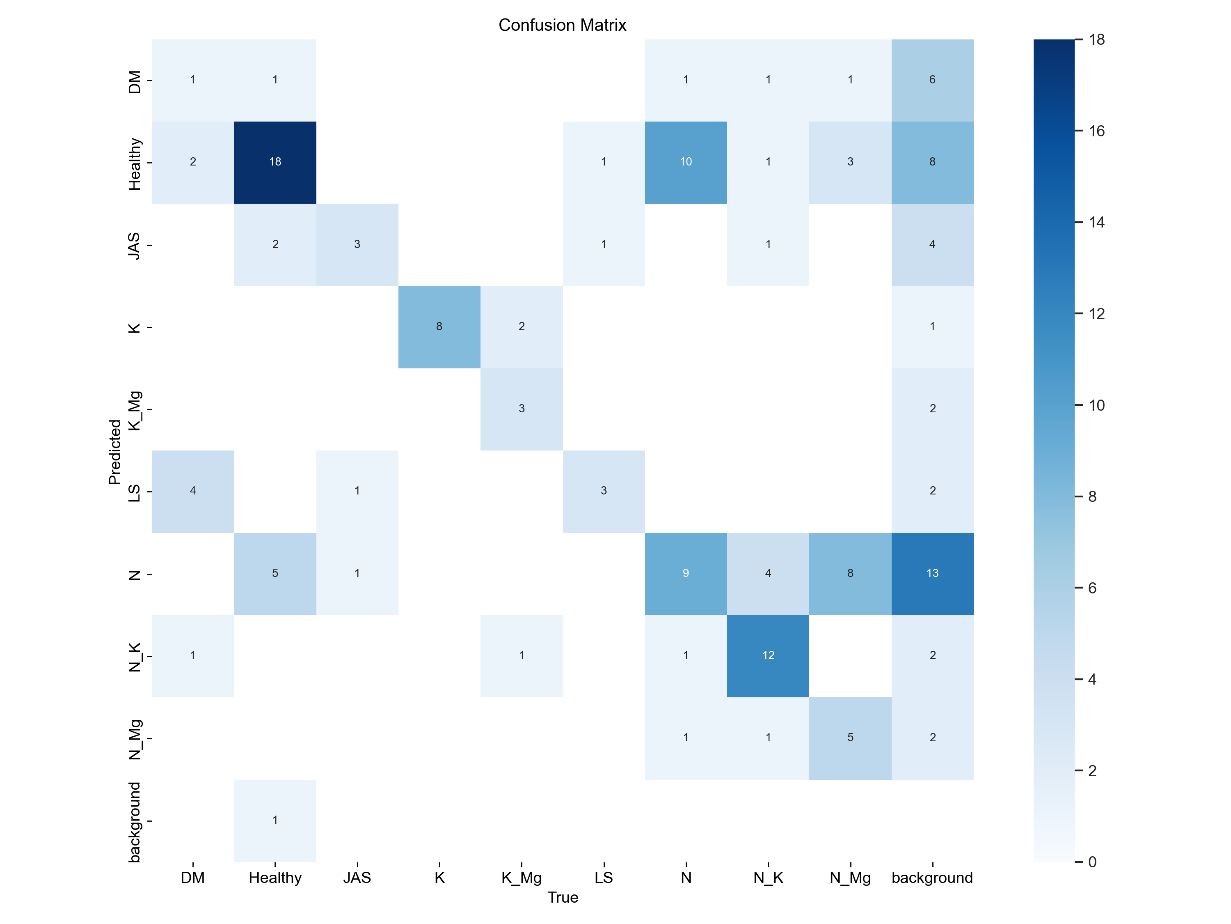 Confusion Matrix
DM 1 1 1 1 1 6
Healthy 2 18 1 10 1 3 8
JAS 2 3 1 1 4
K 8 2 1
K_Mg 3 2
LS 4 1 3 2
N 5 1 9 4 8 13
N_K 1 1 1 12 2
N_Mg 1 1 5 2
background 1
Predicted
DM Healthy JAS K K_Mg LS N N_K N_Mg background
True
18
16
14
12
10
8
6
4
2
0